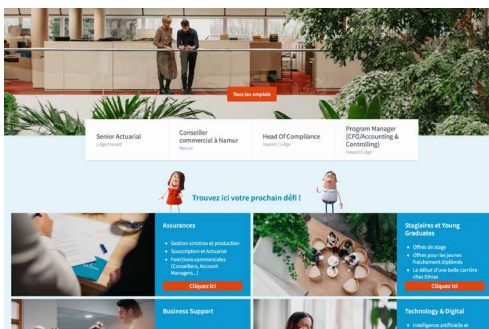 Tous les emplois
Senior Actuarial
Liège/Hasselt
Conseiller
commercial à Namur
Namur
Head Of Compliance
Hasselt / Liège
Program Manager
(CFO/Accounting &
Controlling)
Hasselt/Liège
Trouvez ici votre prochain défi !
Assurances
• Gestion sinistres et production
• Souscription et Actuariat
• Fonctions commerciales
(Conseillers, Account
Managers...)
Cliquez ici
Stagiaires et Young
Graduates
• Offres de stage
• Offres pour les jeunes
fraichement diplômés
• Le début d'une belle carrière
chez Ethias
Cliquez ici
Business Support
Technology & Digital
• Intelligence artificielle et